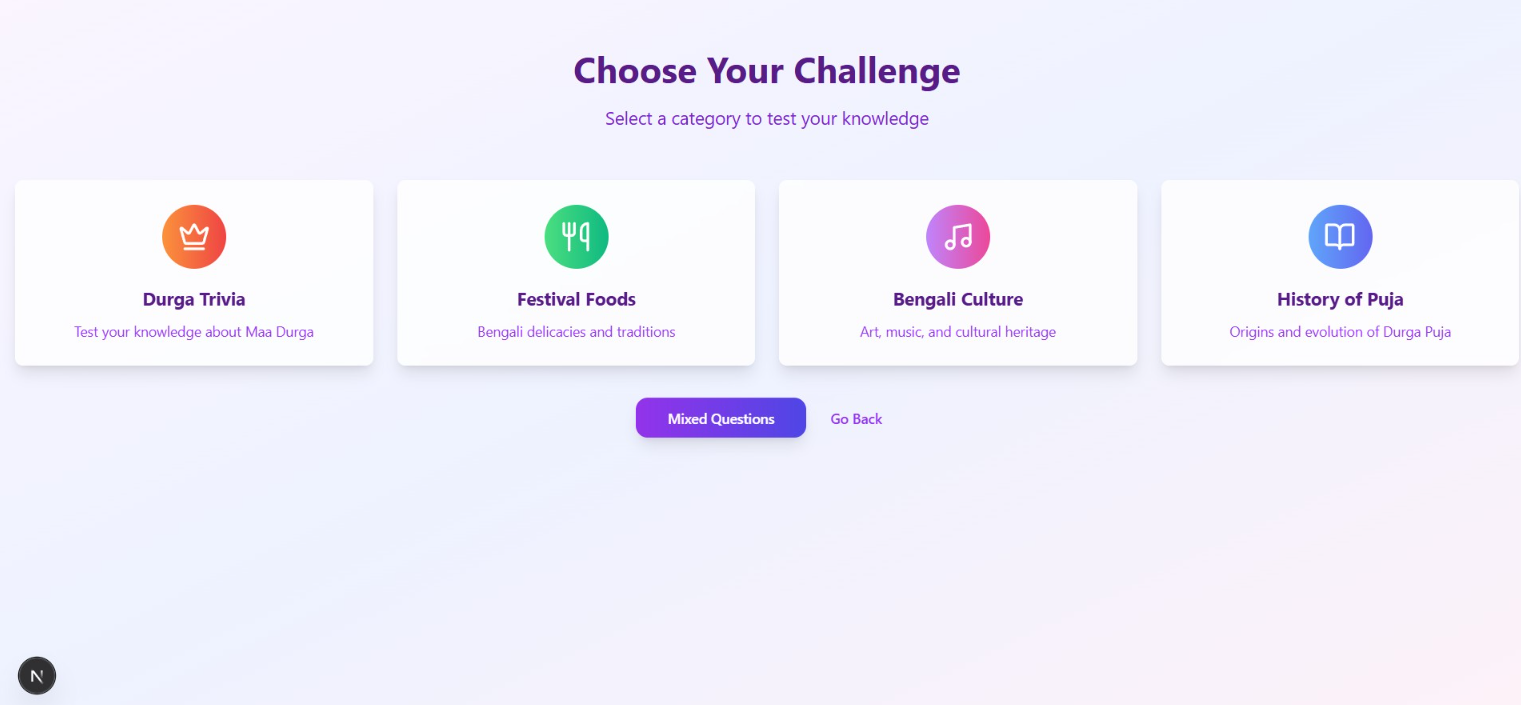 Choose Your Challenge
Select a category to test your knowledge
Durga Trivia
Test your knowledge about Maa Durga
Festival Foods
Bengali delicacies and traditions
Bengali Culture
Art, music, and cultural heritage
History of Puja
Origins and evolution of Durga Puja
Mixed Questions
Go Back
N